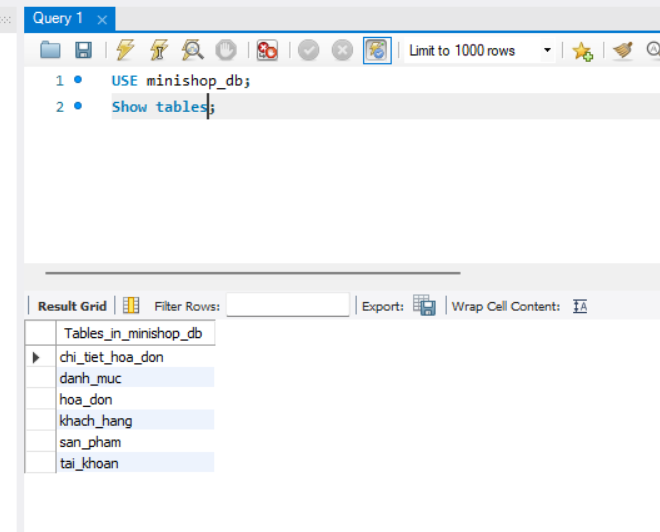 Query 1
Limit to 1000 rows
1 USE minishop_db;
2 Show tables;
Result Grid Filter Rows: Export: Wrap Cell Content: IA
Tables_in_minishop_db
chi_tiet_hoa_don
danh_muc
hoa_don
khach_hang
san_pham
tai_khoan